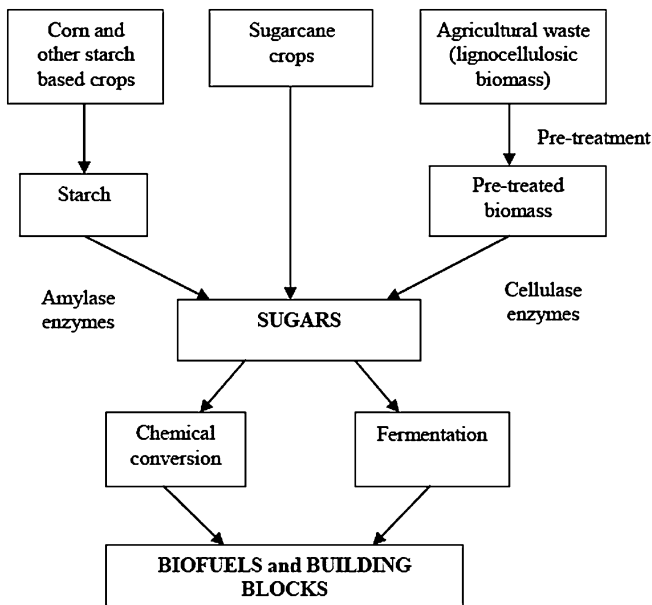 Corn and
other starch
based crops
Sugarcane
crops
Agricultural waste
(lignocellulosic
biomass)
Pre-treatment
Starch
Pre-treated
biomass
Amylase
enzymes
Cellulase
enzymes
SUGARS
Chemical
conversion
Fermentation
BIOFUELS and BUILDING
BLOCKS